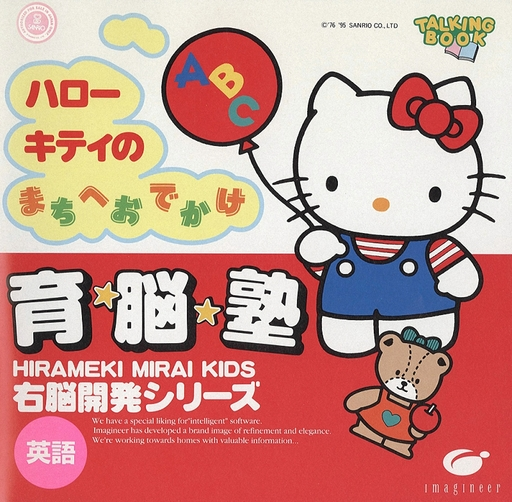 SANRIO
©'76 '95 SANRIO CO., LTD
TALKING
BOOK
ABC
ハロー
キティの
まちへおでかけ
育★脳★塾
HIRAMEKI MIRAI KIDS
右脳開発シリーズ
We have a special liking for"intelligent" software.
Imagineer has developed a brand image of refinement and elegance.
We're working towards homes with valuable information...
英語
imagineer